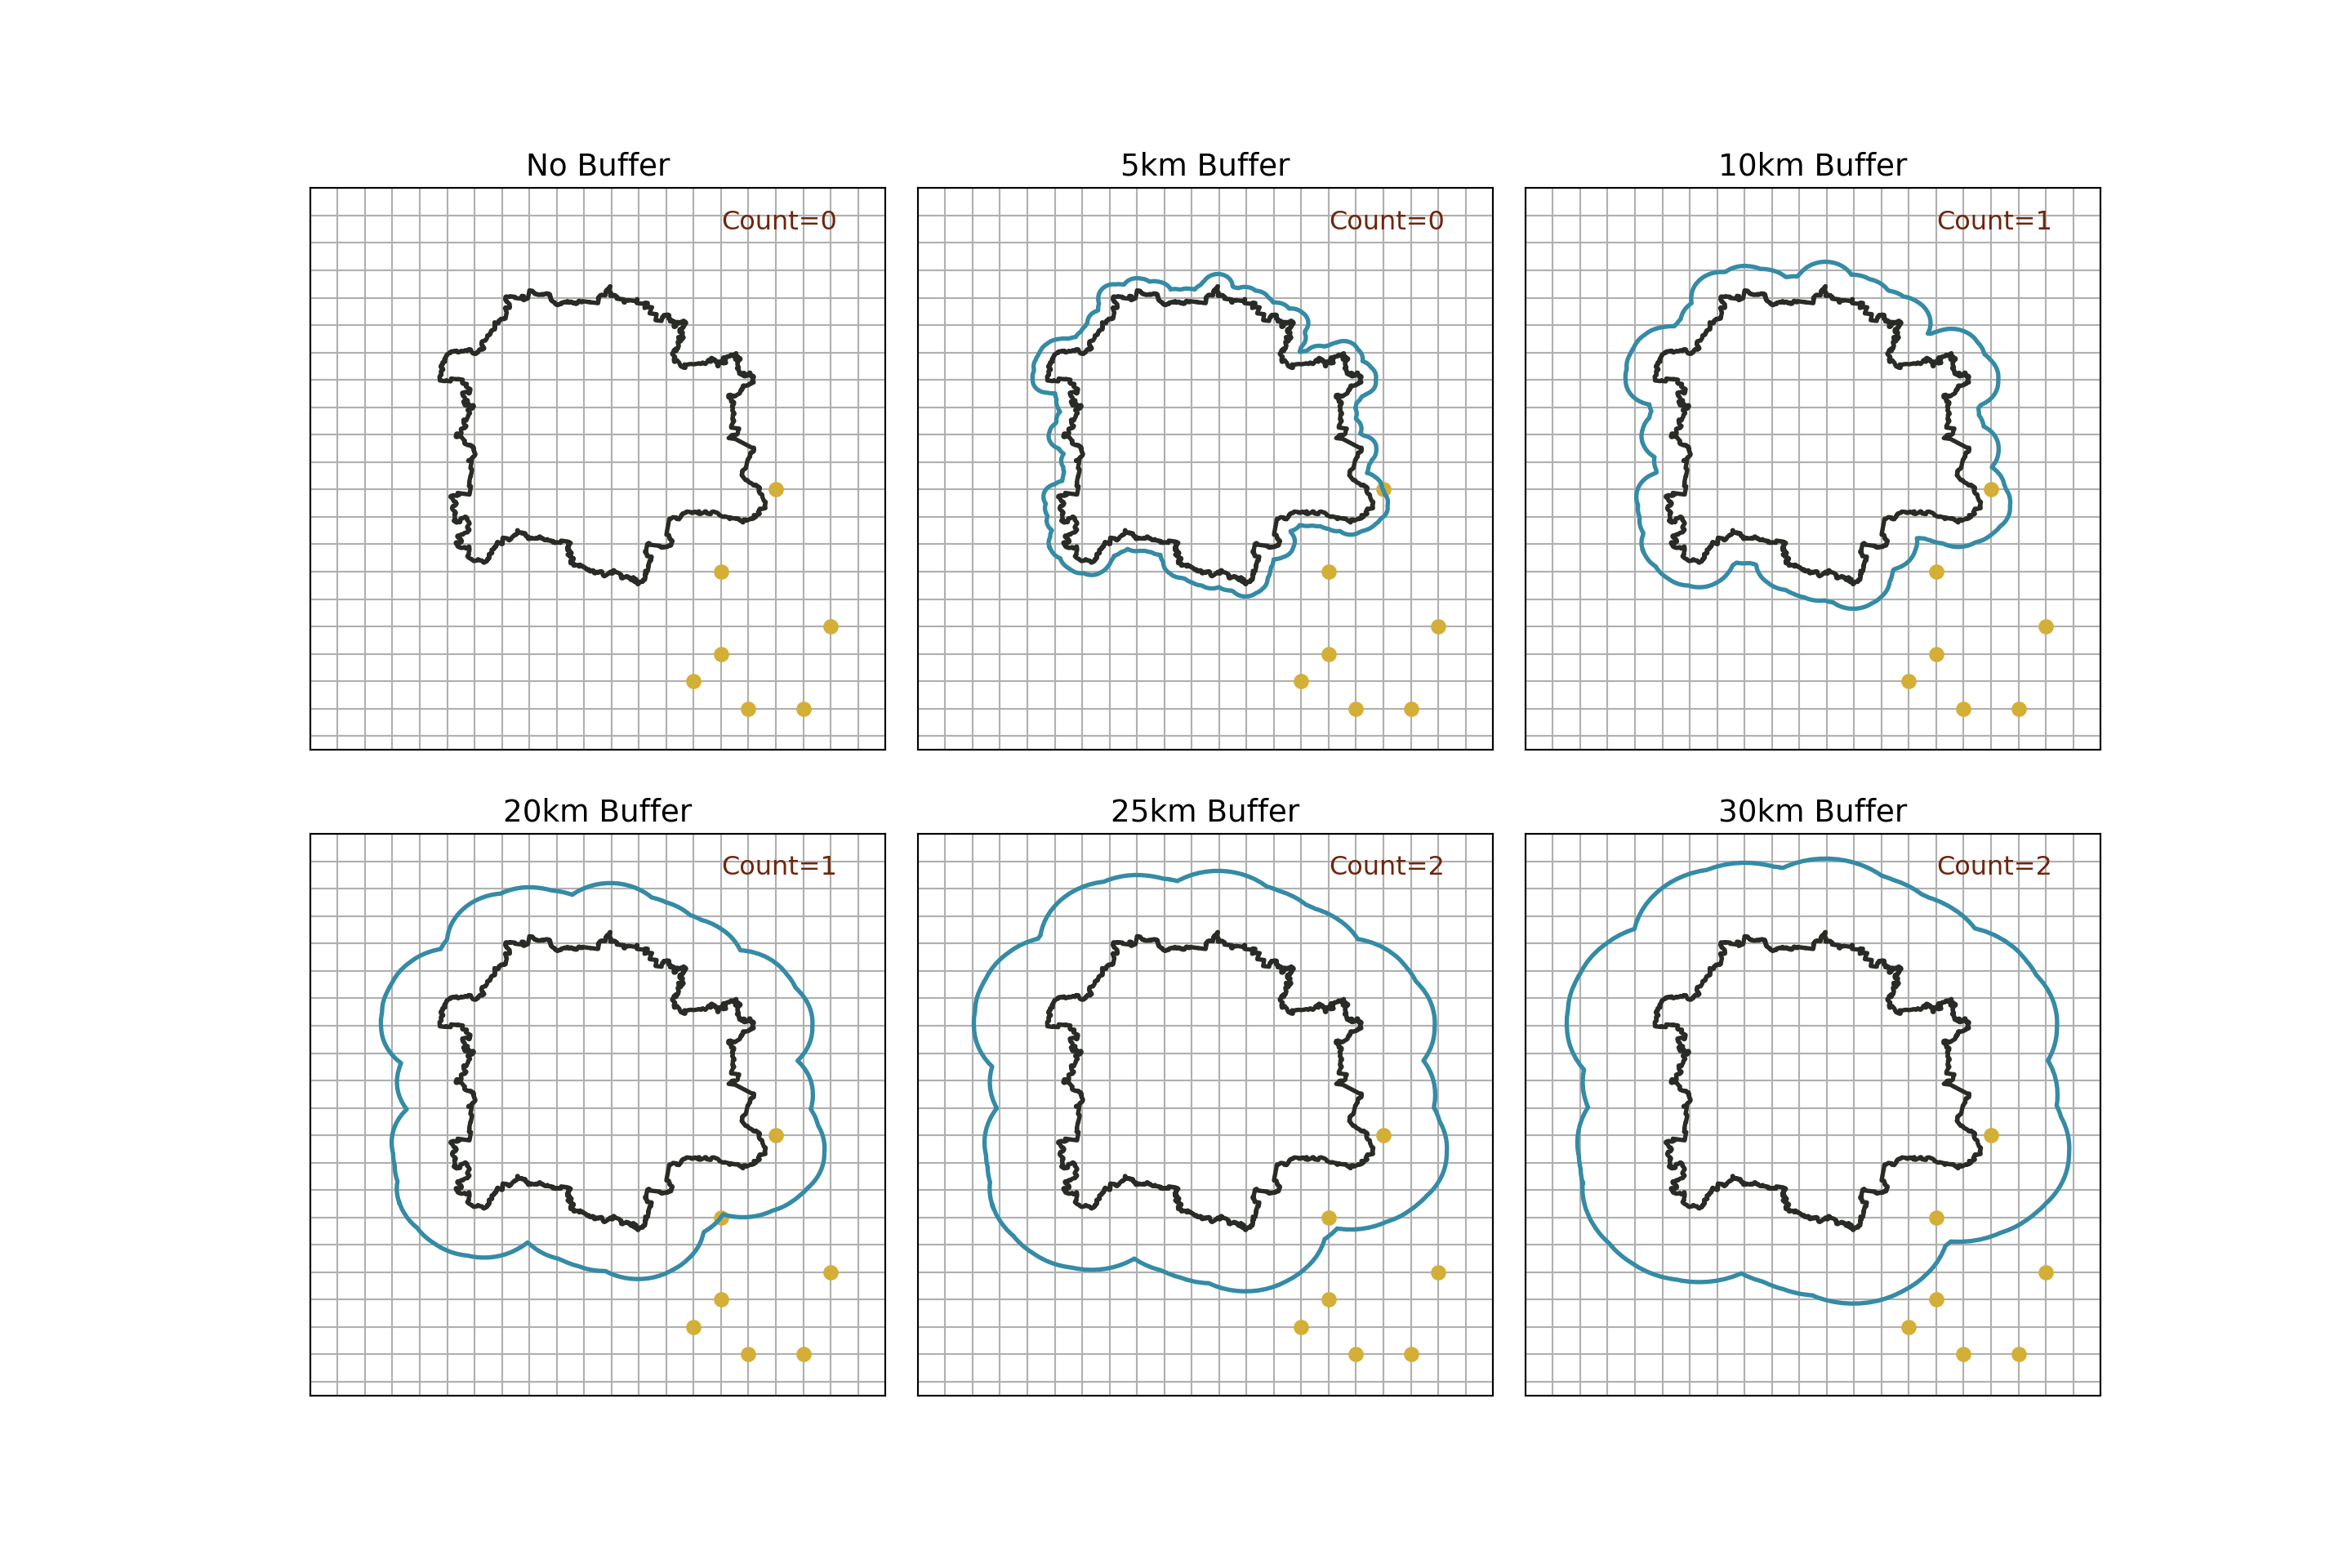 No Buffer
Count=0
5km Buffer
Count=0
10km Buffer
Count=1
20km Buffer
Count=1
25km Buffer
Count=2
30km Buffer
Count=2